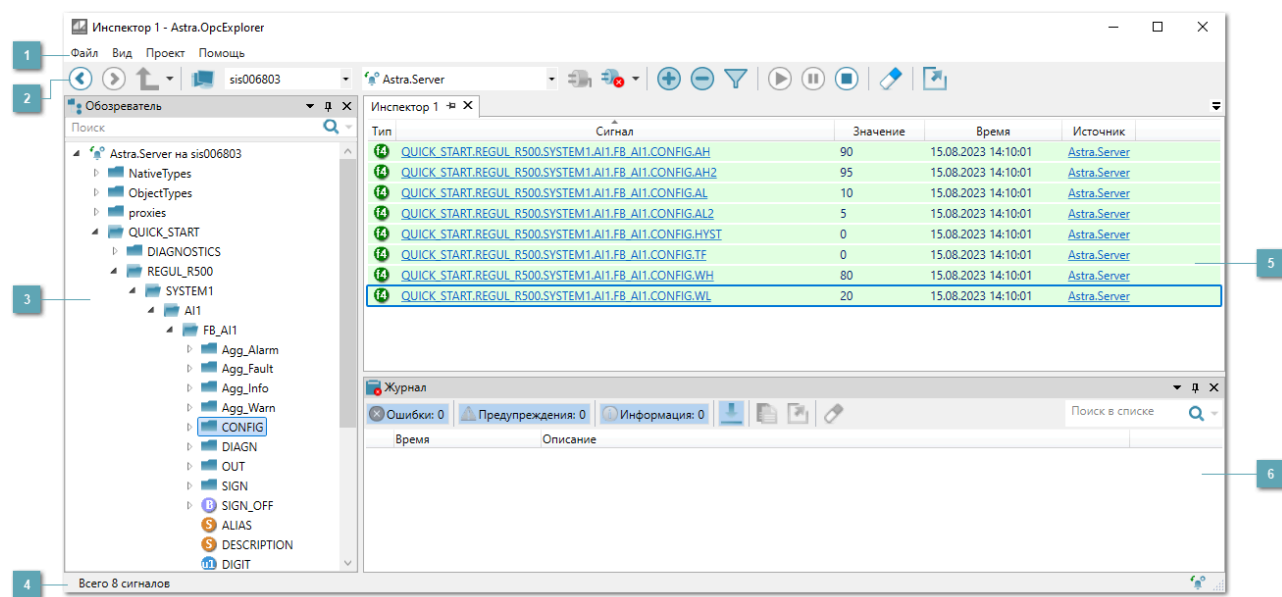 Инспектор 1 - Astra.OpcExplorer
1
Файл Вид Проект Помощь
2
sis006803
Astra.Server
Обозреватель
Поиск
Astra.Server на sis006803
NativeTypes
ObjectTypes
proxies
QUICK_START
DIAGNOSTICS
REGUL_R500
3
SYSTEM1
AI1
FB_AI1
Agg_Alarm
Agg_Fault
Agg_Info
Agg_Warn
CONFIG
DIAGN
OUT
SIGN
B SIGN_OFF
S ALIAS
S DESCRIPTION
u1 DIGIT
Инспектор 1
Тип Сигнал Значение Время Источник
f4 QUICK_START.REGUL_R500.SYSTEM1.AI1.FB_AI1.CONFIG.AH 90 15.08.2023 14:10:01 Astra.Server
f4 QUICK_START.REGUL_R500.SYSTEM1.AI1.FB_AI1.CONFIG.AH2 95 15.08.2023 14:10:01 Astra.Server
f4 QUICK_START.REGUL_R500.SYSTEM1.AI1.FB_AI1.CONFIG.AL 10 15.08.2023 14:10:01 Astra.Server
f4 QUICK_START.REGUL_R500.SYSTEM1.AI1.FB_AI1.CONFIG.AL2 5 15.08.2023 14:10:01 Astra.Server
f4 QUICK_START.REGUL_R500.SYSTEM1.AI1.FB_AI1.CONFIG.HYST 0 15.08.2023 14:10:01 Astra.Server
f4 QUICK_START.REGUL_R500.SYSTEM1.AI1.FB_AI1.CONFIG.TF 0 15.08.2023 14:10:01 Astra.Server
f4 QUICK_START.REGUL_R500.SYSTEM1.AI1.FB_AI1.CONFIG.WH 80 15.08.2023 14:10:01 Astra.Server
f4 QUICK_START.REGUL_R500.SYSTEM1.AI1.FB_AI1.CONFIG.WL 20 15.08.2023 14:10:01 Astra.Server
5
Журнал
Ошибки: 0 Предупреждения: 0 Информация: 0 Поиск в списке
Время Описание
6
4
Всего 8 сигналов